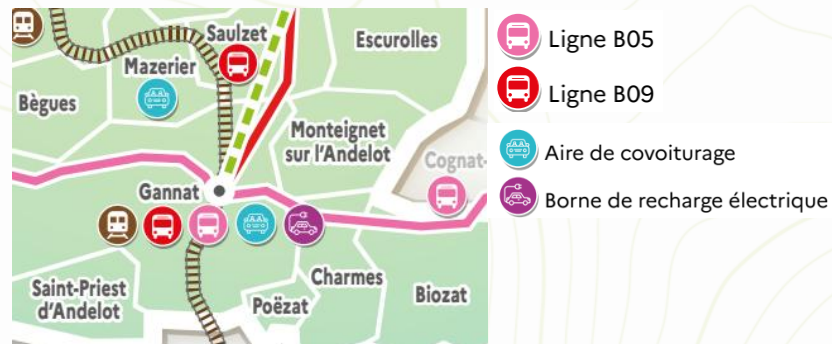 Saulzet
Escurolles
Mazerier
Bègues
Monteignet
sur l'Andelot
Cognat-
Gannat
Saint-Priest
d'Andelot
Charmes
Poëzat
Biozat
Ligne B05
Ligne B09
Aire de covoiturage
Borne de recharge électrique